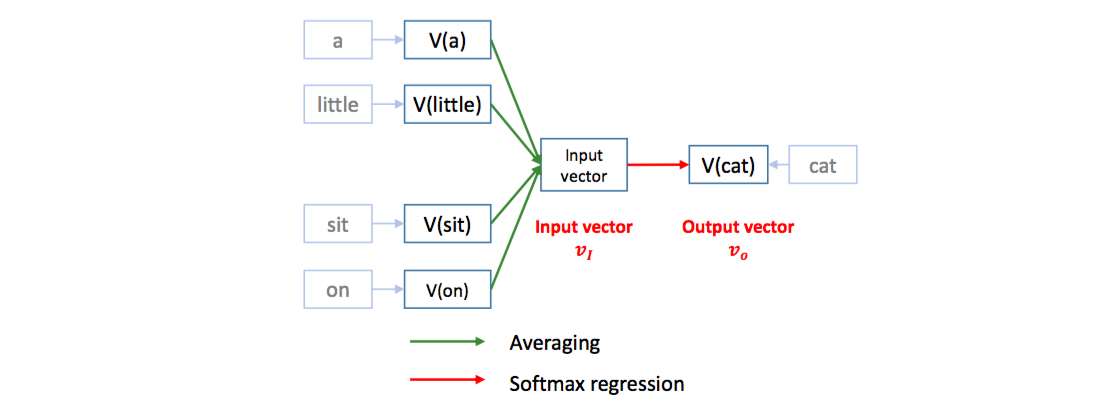 a
V(a)
little
V(little)
Input
vector
V(cat)
cat
sit
V(sit)
Input vector
v_I
Output vector
v_o
on
V(on)
Averaging
Softmax regression